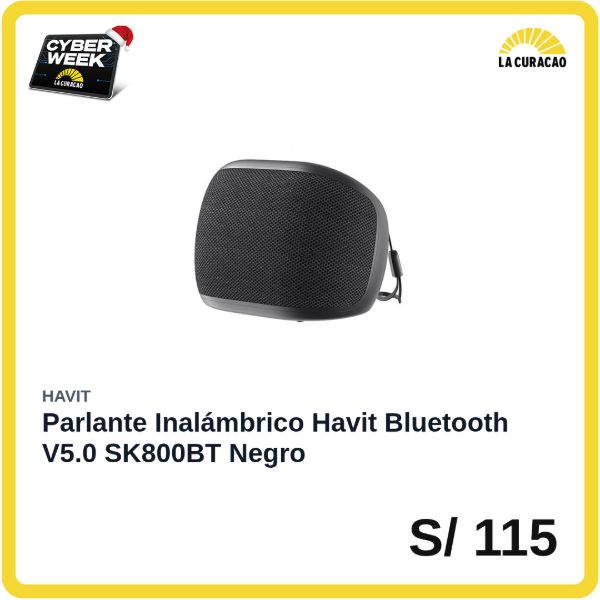 CYBER
WEEK
LA CURACAO
LA CURACAO
HAVIT
Parlante Inalámbrico Havit Bluetooth
V5.0 SK800BT Negro
S/ 115